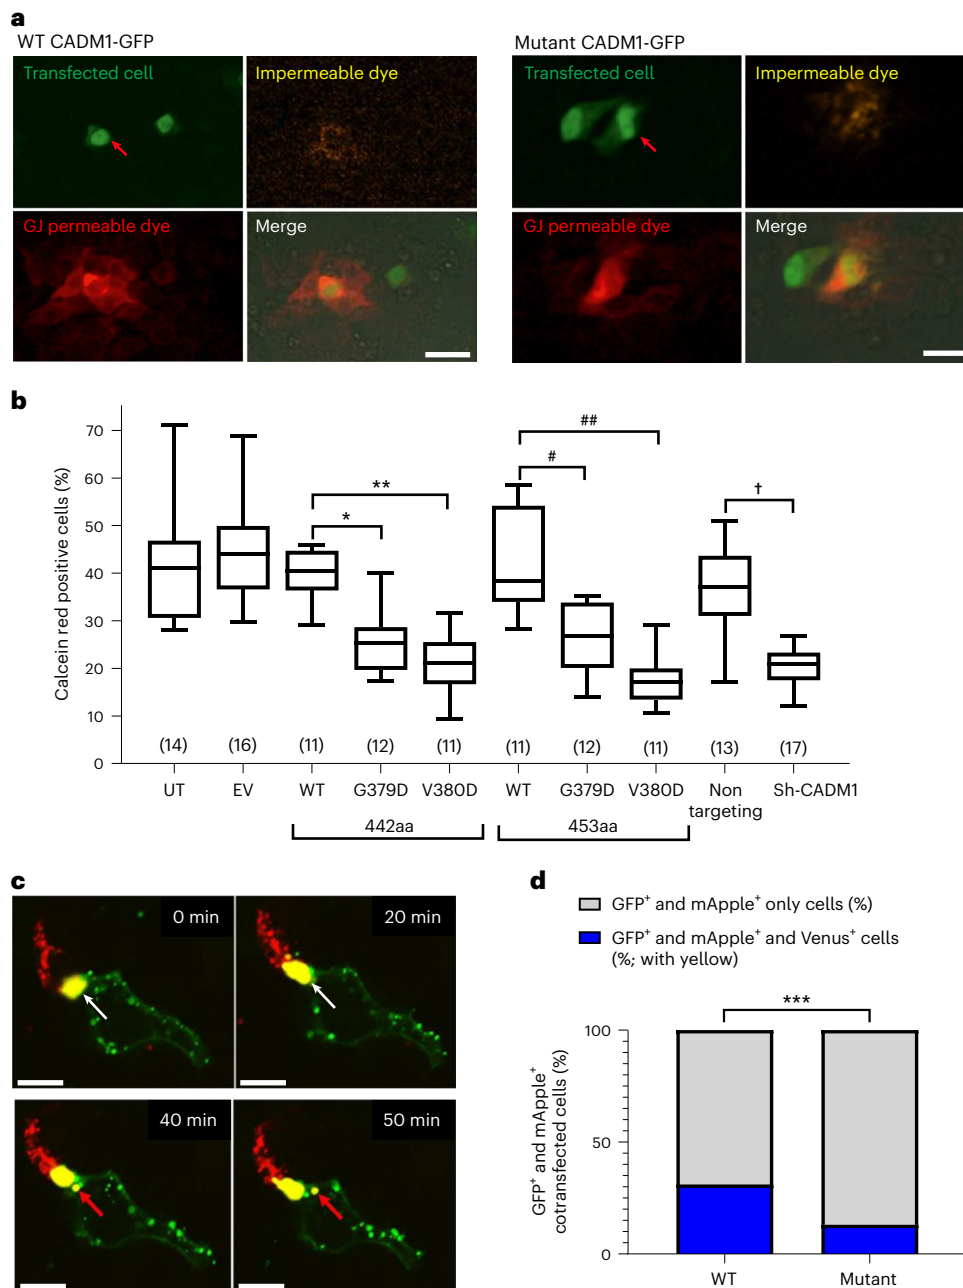 a
WT CADM1-GFP
Mutant CADM1-GFP
Transfected cell
Impermeable dye
Transfected cell
Impermeable dye
GJ permeable dye
Merge
GJ permeable dye
Merge
b
Calcein red positive cells (%)
70
60
50
40
30
20
10
0
*
**
#
##
†
(14)
(16)
(11)
(12)
(11)
(11)
(12)
(11)
(13)
(17)
UT
EV
WT
G379D
V380D
WT
G379D
V380D
Non
targeting
Sh-CADM1
442aa
453aa
c
0 min
20 min
40 min
50 min
d
GFP⁺ and mApple⁺ only cells (%)
GFP⁺ and mApple⁺ and Venus⁺ cells
(%; with yellow)
***
GFP⁺ and mApple⁺
cotransfected cells (%)
100
50
0
WT
Mutant